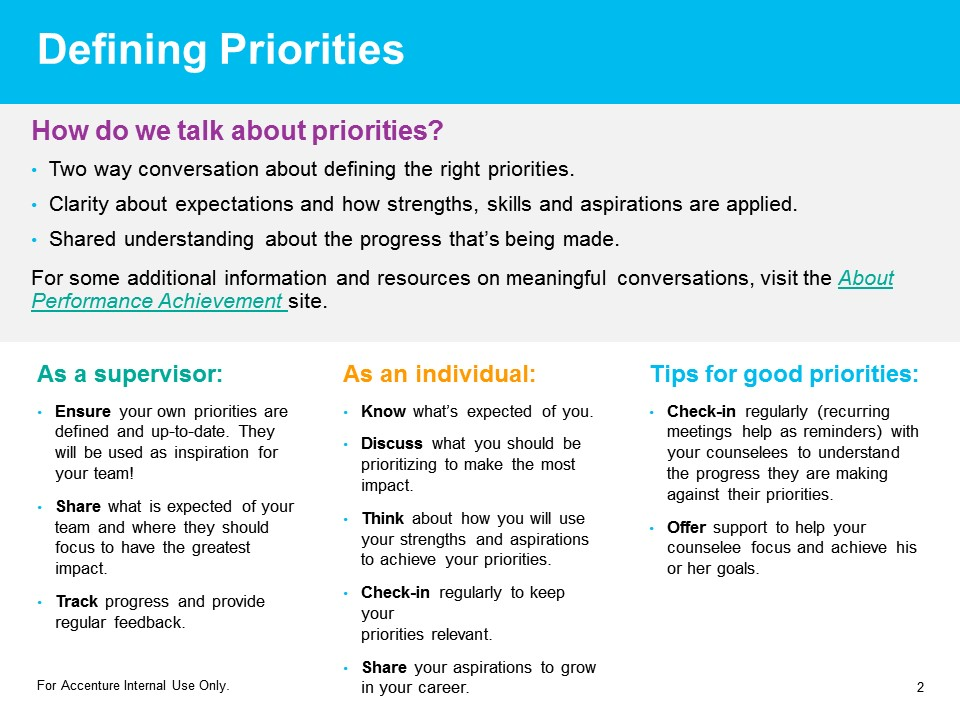 Defining Priorities
How do we talk about priorities?
• Two way conversation about defining the right priorities.
• Clarity about expectations and how strengths, skills and aspirations are applied.
• Shared understanding about the progress that's being made.
For some additional information and resources on meaningful conversations, visit the About
Performance Achievement site.
As a supervisor:
• Ensure your own priorities are
defined and up-to-date. They
will be used as inspiration for
your team!
• Share what is expected of your
team and where they should
focus to have the greatest
impact.
• Track progress and provide
regular feedback.
As an individual:
• Know what's expected of you.
• Discuss what you should be
prioritizing to make the most
impact.
• Think about how you will use
your strengths and aspirations
to achieve your priorities.
• Check-in regularly to keep
your
priorities relevant.
• Share your aspirations to grow
in your career.
Tips for good priorities:
• Check-in regularly (recurring
meetings help as reminders) with
your counselees to understand
the progress they are making
against their priorities.
• Offer support to help your
counselee focus and achieve his
or her goals.
For Accenture Internal Use Only.
2